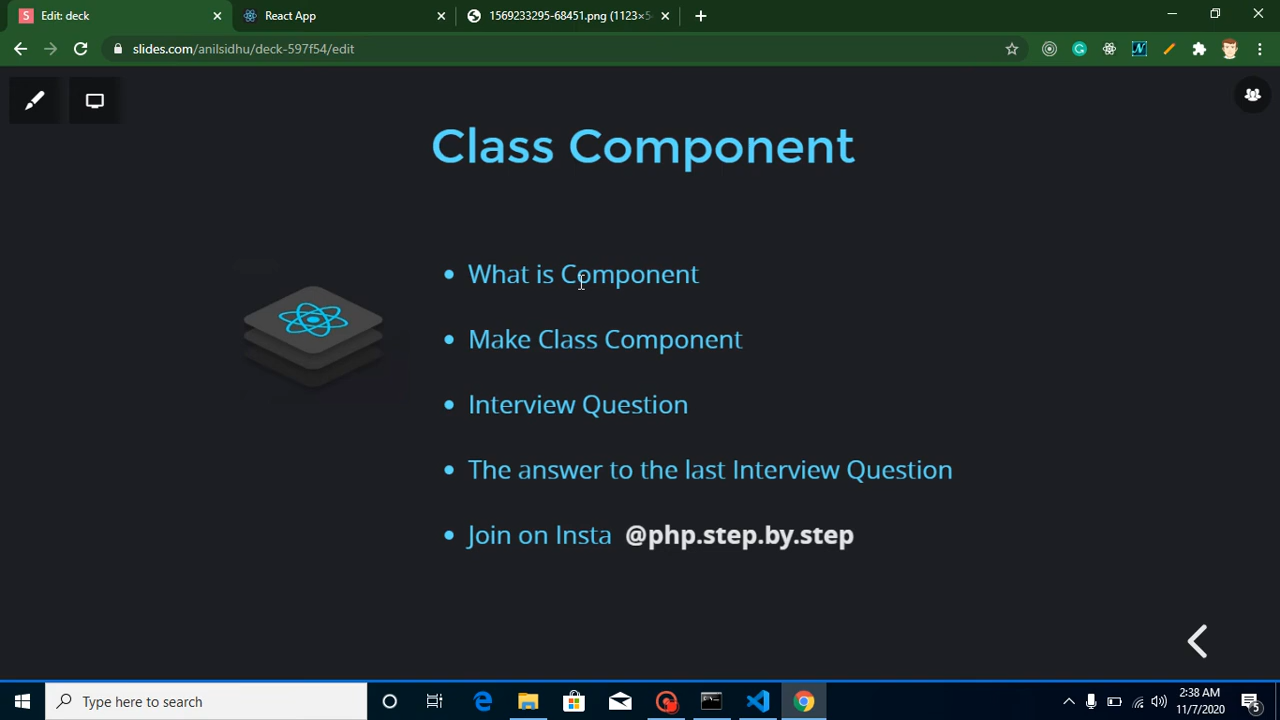 Edit: deck
React App
1569233295-68451.png (1123×5
slides.com/anilsidhu/deck-597f54/edit
Class Component
What is Component
Make Class Component
Interview Question
The answer to the last Interview Question
Join on Insta @php.step.by.step
Type here to search
2:38 AM
11/7/2020
5